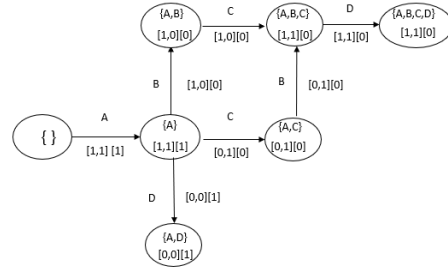 {A,B}
[1,0][0]
C
[1,0][0]
{A,B,C}
[1,1][0]
D
[1,1][0]
{A,B,C,D}
[1,1][0]
B
[1,0][0]
B
[0,1][0]
{ }
A
[1,1] [1]
{A}
[1,1][1]
C
[0,1][0]
{A,C}
[0,1][0]
D
[0,0][1]
{A,D}
[0,0][1]